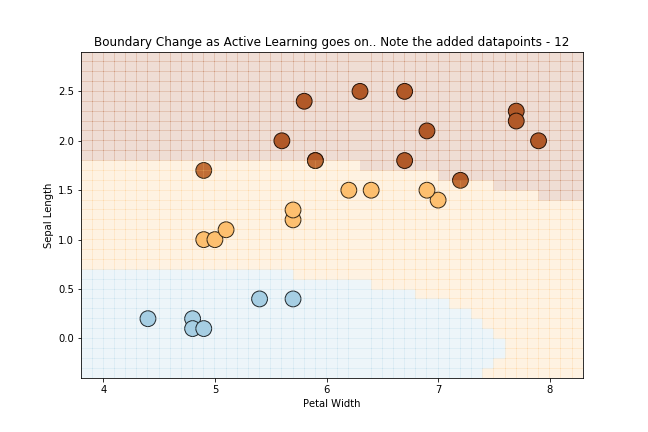 Boundary Change as Active Learning goes on.. Note the added datapoints - 12
2.5
2.0
1.5
1.0
0.5
0.0
Sepal Length
4 5 6 7 8
Petal Width